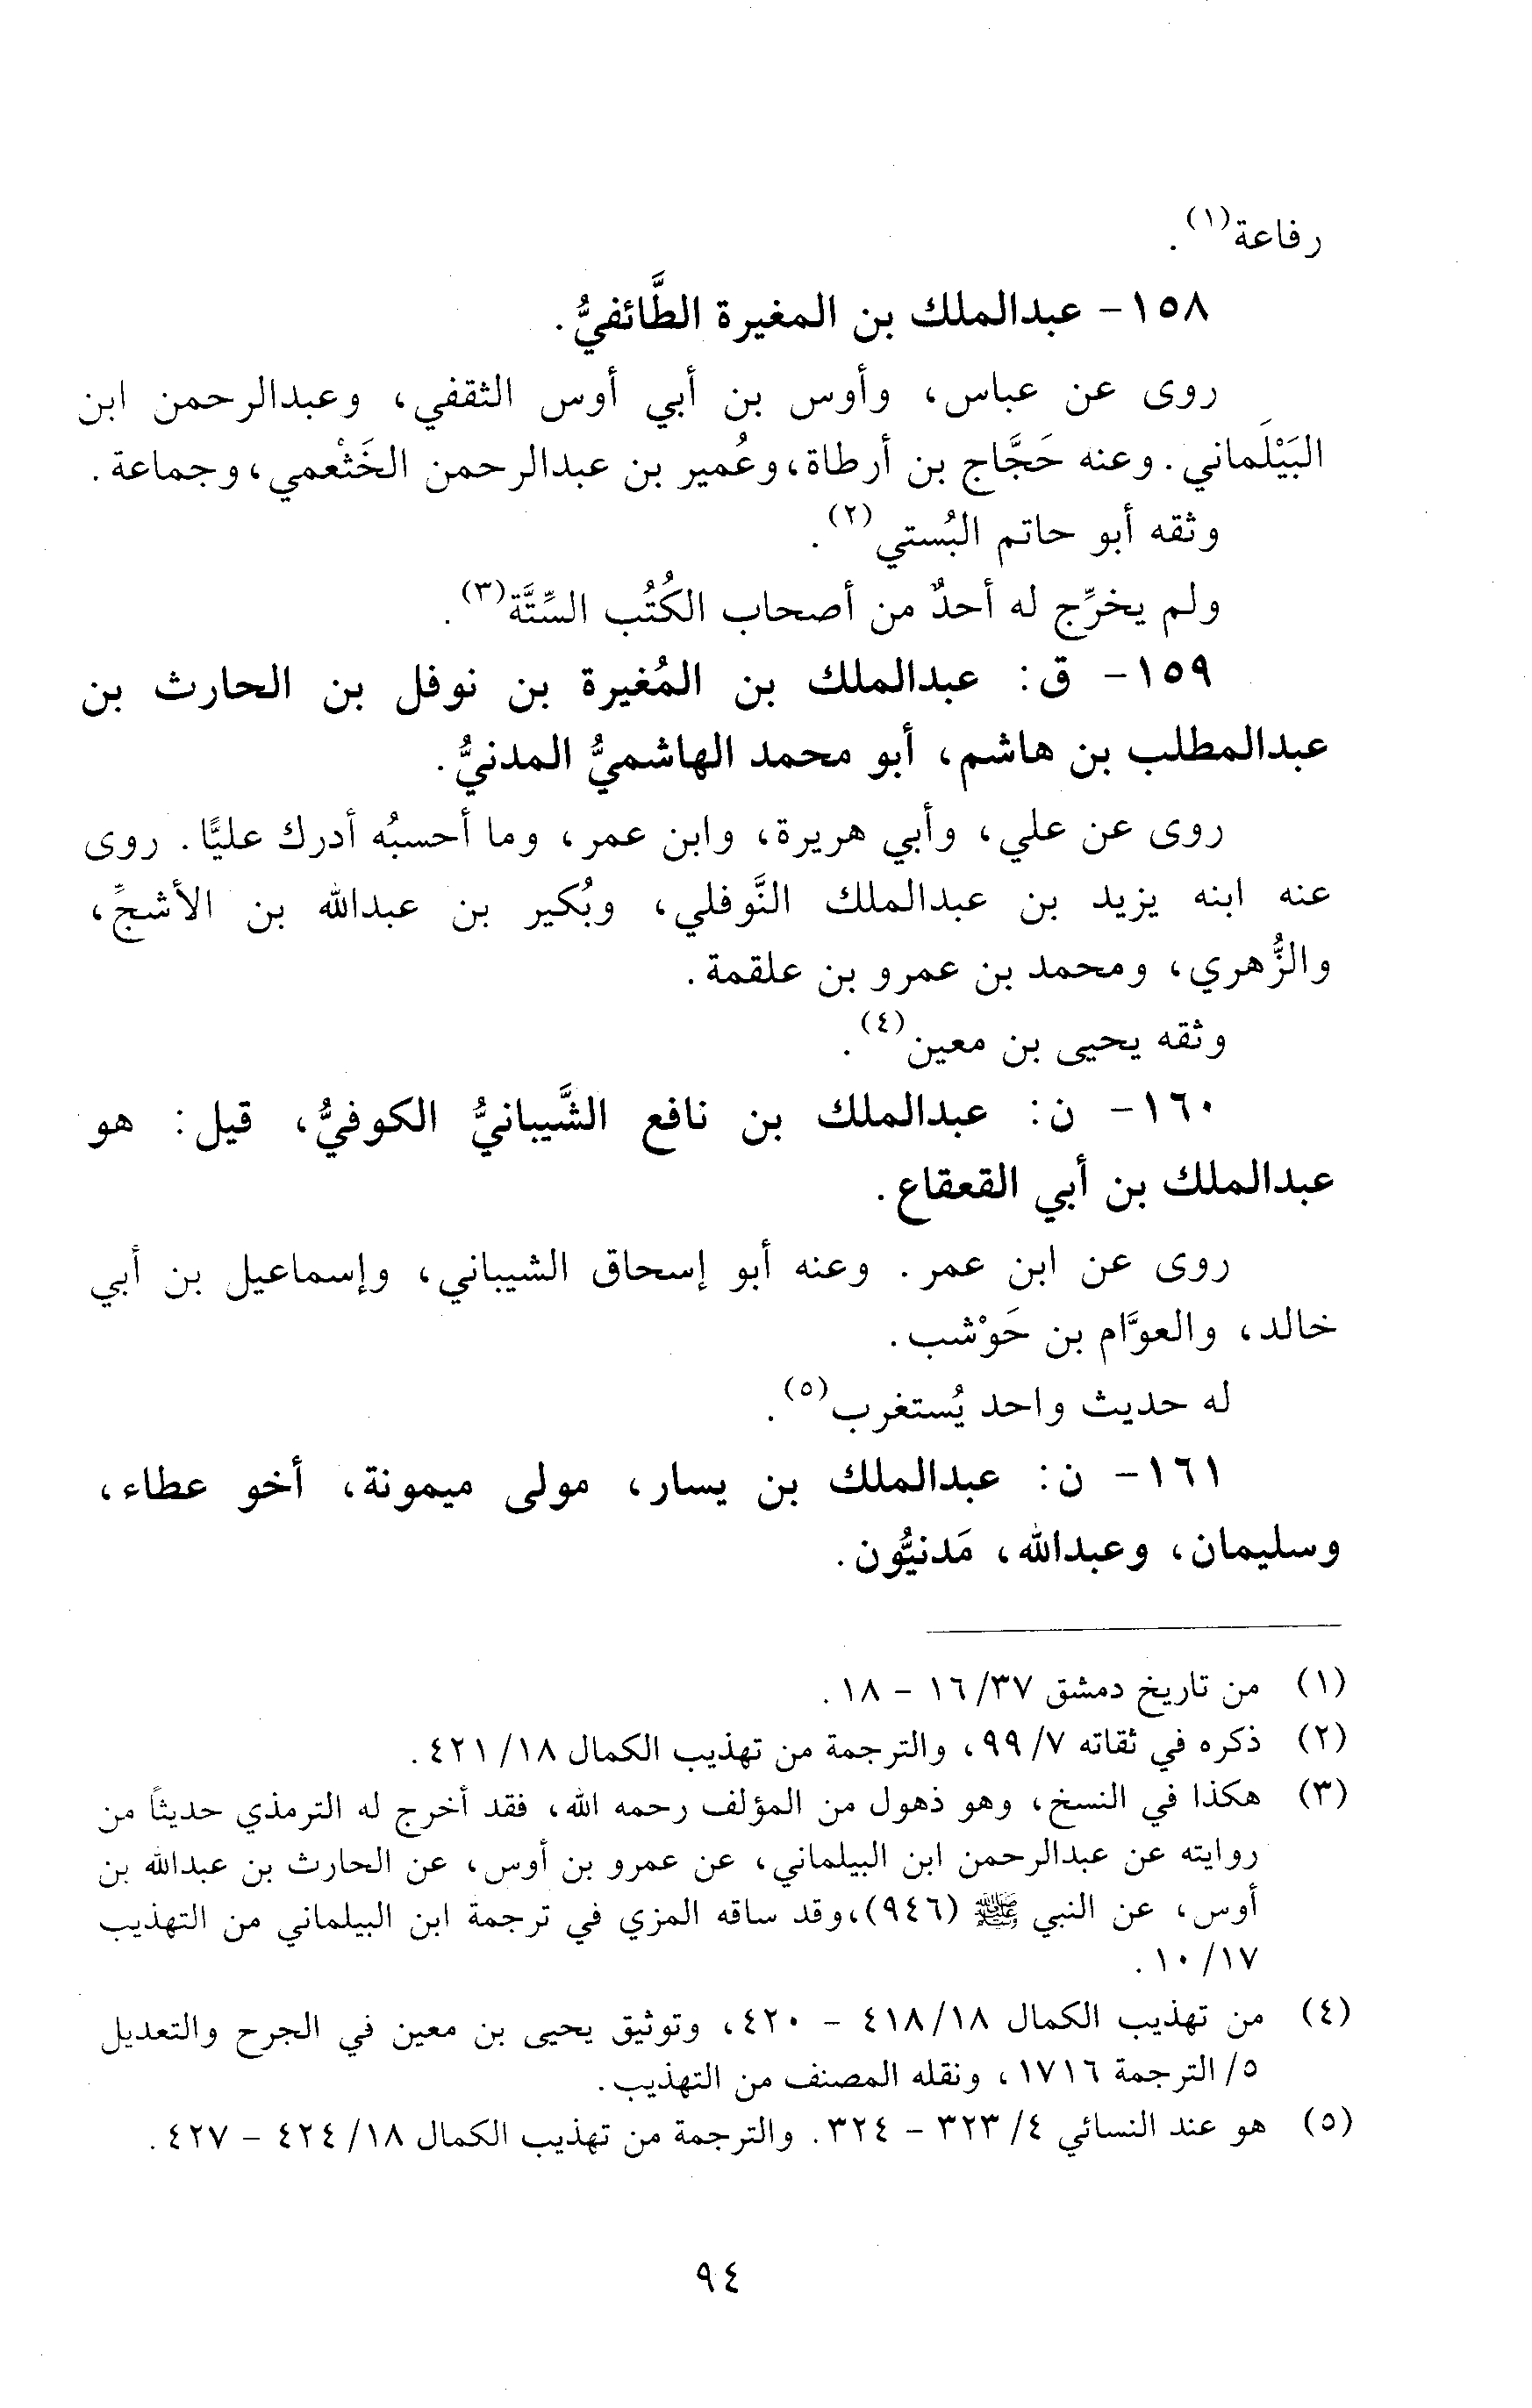 رفاعة(١).
١٥٨- عبدالملك بن المغيرة الطَّائفيُّ.
روى عن عباس، وأوس بن أبي أوس الثقفي، وعبدالرحمن ابن
البَيْلَماني. وعنه حَجَّاج بن أرطاة، وعُمير بن عبدالرحمن الخَثْعمي، وجماعة.
وثقه أبو حاتم البُستي(٢).
ولم يخرِّج له أحدٌ من أصحاب الكُتُب السِّتَّة(٣).
١٥٩- ق: عبدالملك بن المُغيرة بن نوفل بن الحارث بن
عبدالمطلب بن هاشم، أبو محمد الهاشميُّ المدنيُّ.
روى عن علي، وأبي هريرة، وابن عمر، وما أحسبُه أدرك عليًّا. روى
عنه ابنه يزيد بن عبدالملك النَّوفلي، وبُكير بن عبدالله بن الأشجِّ،
والزُّهري، ومحمد بن عمرو بن علقمة.
وثقه يحيى بن معين(٤).
١٦٠- ن: عبدالملك بن نافع الشَّيبانيُّ الكوفيُّ، قيل: هو
عبدالملك بن أبي القعقاع.
روى عن ابن عمر. وعنه أبو إسحاق الشيباني، وإسماعيل بن أبي
خالد، والعوَّام بن حَوْشب.
له حديث واحد يُستغرب(٥).
١٦١- ن: عبدالملك بن يسار، مولى ميمونة، أخو عطاء،
وسليمان، وعبدالله، مَدنيُّون.
(١) من تاريخ دمشق ٣٧/ ١٦ - ١٨.
(٢) ذكره في ثقاته ٧/ ٩٩، والترجمة من تهذيب الكمال ١٨/ ٤٢١.
(٣) هكذا في النسخ، وهو ذهول من المؤلف رحمه الله، فقد أخرج له الترمذي حديثاً من
روايته عن عبدالرحمن ابن البيلماني، عن عمرو بن أوس، عن الحارث بن عبدالله بن
أوس، عن النبي ﷺ (٩٤٦)، وقد ساقه المزي في ترجمة ابن البيلماني من التهذيب
١٧/ ١٠.
(٤) من تهذيب الكمال ١٨/ ٤١٨ - ٤٢٠، وتوثيق يحيى بن معين في الجرح والتعديل
٥/ الترجمة ١٧١٦، ونقله المصنف من التهذيب.
(٥) هو عند النسائي ٤/ ٣٢٣ - ٣٢٤. والترجمة من تهذيب الكمال ١٨/ ٤٢٤ - ٤٢٧.
٩٤